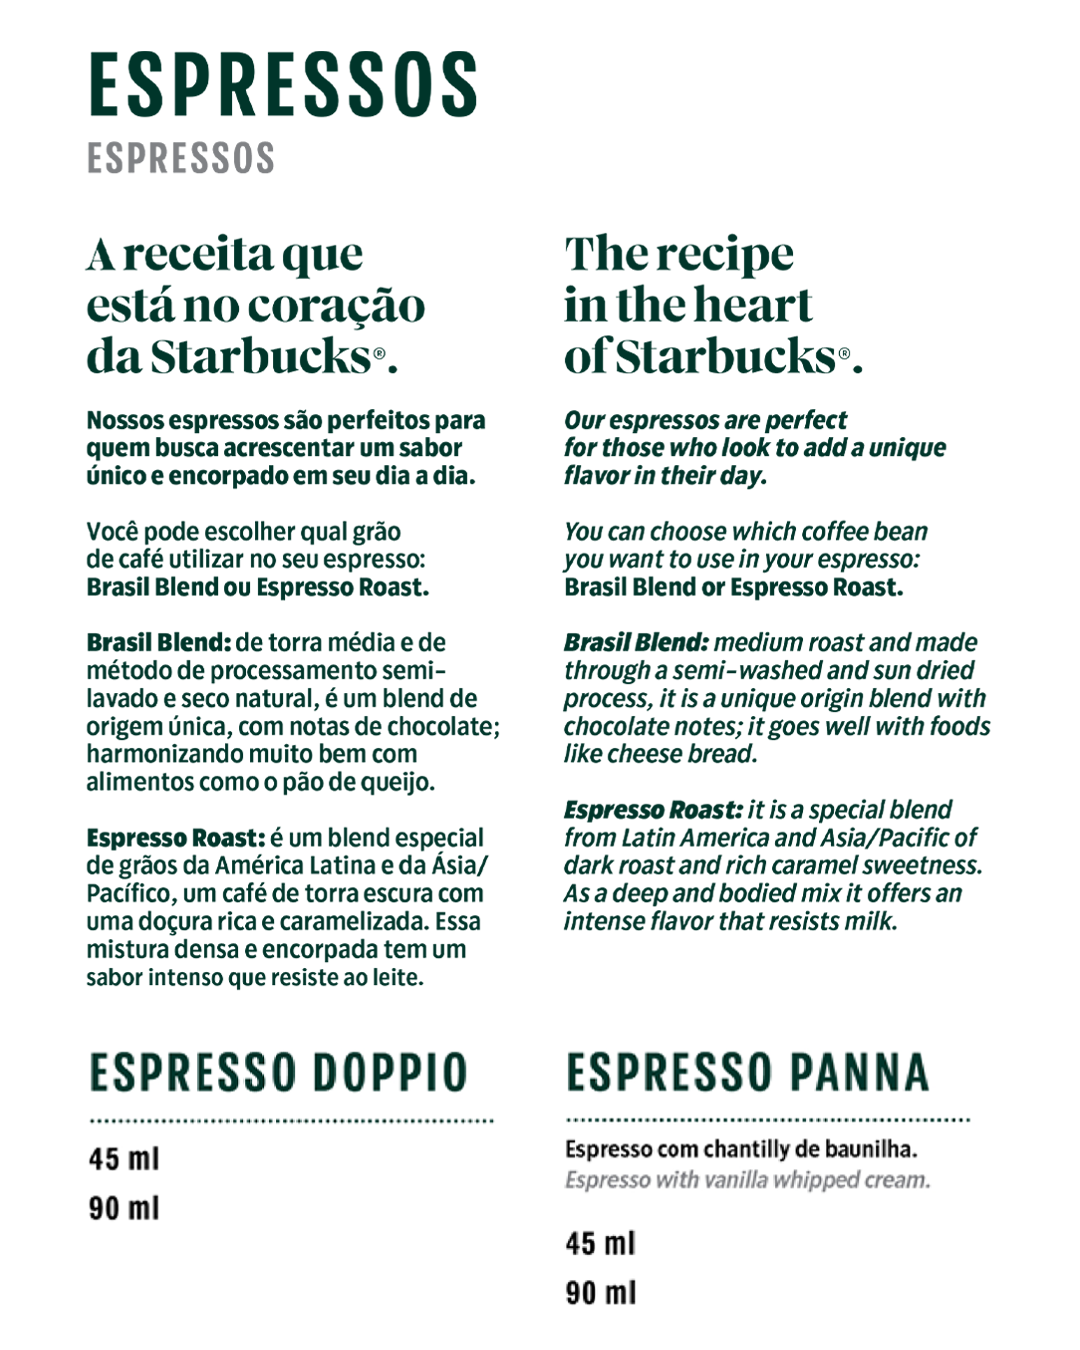 ESPRESSOS
ESPRESSOS
A receita que
está no coração
da Starbucks®.
Nossos espressos são perfeitos para
quem busca acrescentar um sabor
único e encorpado em seu dia a dia.
Você pode escolher qual grão
de café utilizar no seu espresso:
Brasil Blend ou Espresso Roast.
Brasil Blend: de torra média e de
método de processamento semi-
lavado e seco natural, é um blend de
origem única, com notas de chocolate;
harmonizando muito bem com
alimentos como o pão de queijo.
Espresso Roast: é um blend especial
de grãos da América Latina e da Ásia/
Pacífico, um café de torra escura com
uma doçura rica e caramelizada. Essa
mistura densa e encorpada tem um
sabor intenso que resiste ao leite.
The recipe
in the heart
of Starbucks®.
Our espressos are perfect
for those who look to add a unique
flavor in their day.
You can choose which coffee bean
you want to use in your espresso:
Brasil Blend or Espresso Roast.
Brasil Blend: medium roast and made
through a semi-washed and sun dried
process, it is a unique origin blend with
chocolate notes; it goes well with foods
like cheese bread.
Espresso Roast: it is a special blend
from Latin America and Asia/Pacific of
dark roast and rich caramel sweetness.
As a deep and bodied mix it offers an
intense flavor that resists milk.
ESPRESSO DOPPIO
45 ml
90 ml
ESPRESSO PANNA
Espresso com chantilly de baunilha.
Espresso with vanilla whipped cream.
45 ml
90 ml